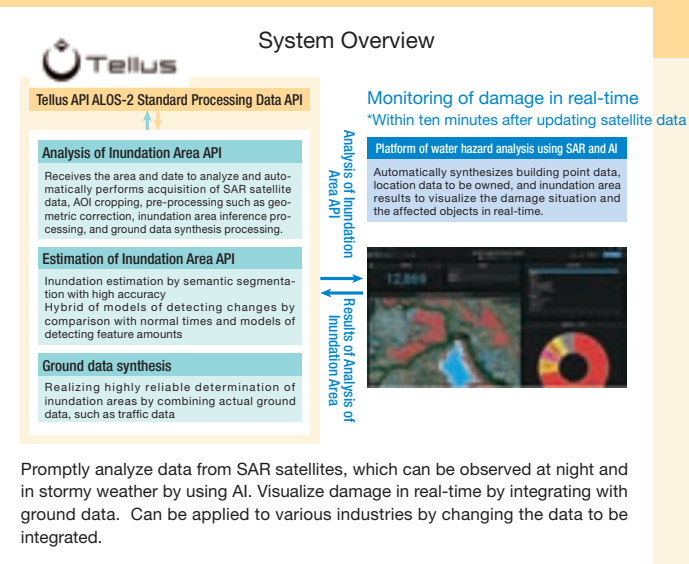 System Overview
Tellus
Tellus API ALOS-2 Standard Processing Data API
Analysis of Inundation Area API
Receives the area and date to analyze and auto-
matically performs acquisition of SAR satellite
data, AOI cropping, pre-processing such as geo-
metric correction, inundation area inference pro-
cessing, and ground data synthesis processing.
Estimation of Inundation Area API
Inundation estimation by semantic segmenta-
tion with high accuracy
Hybrid of models of detecting changes by
comparison with normal times and models of
detecting feature amounts
Ground data synthesis
Realizing highly reliable determination of
inundation areas by combining actual ground
data, such as traffic data
Analysis of Inundation
Area API
Results of Analysis of
Inundation Area
Monitoring of damage in real-time
*Within ten minutes after updating satellite data
Platform of water hazard analysis using SAR and AI
Automatically synthesizes building point data,
location data to be owned, and inundation area
results to visualize the damage situation and
the affected objects in real-time.
12,869
Promptly analyze data from SAR satellites, which can be observed at night and
in stormy weather by using AI. Visualize damage in real-time by integrating with
ground data. Can be applied to various industries by changing the data to be
integrated.